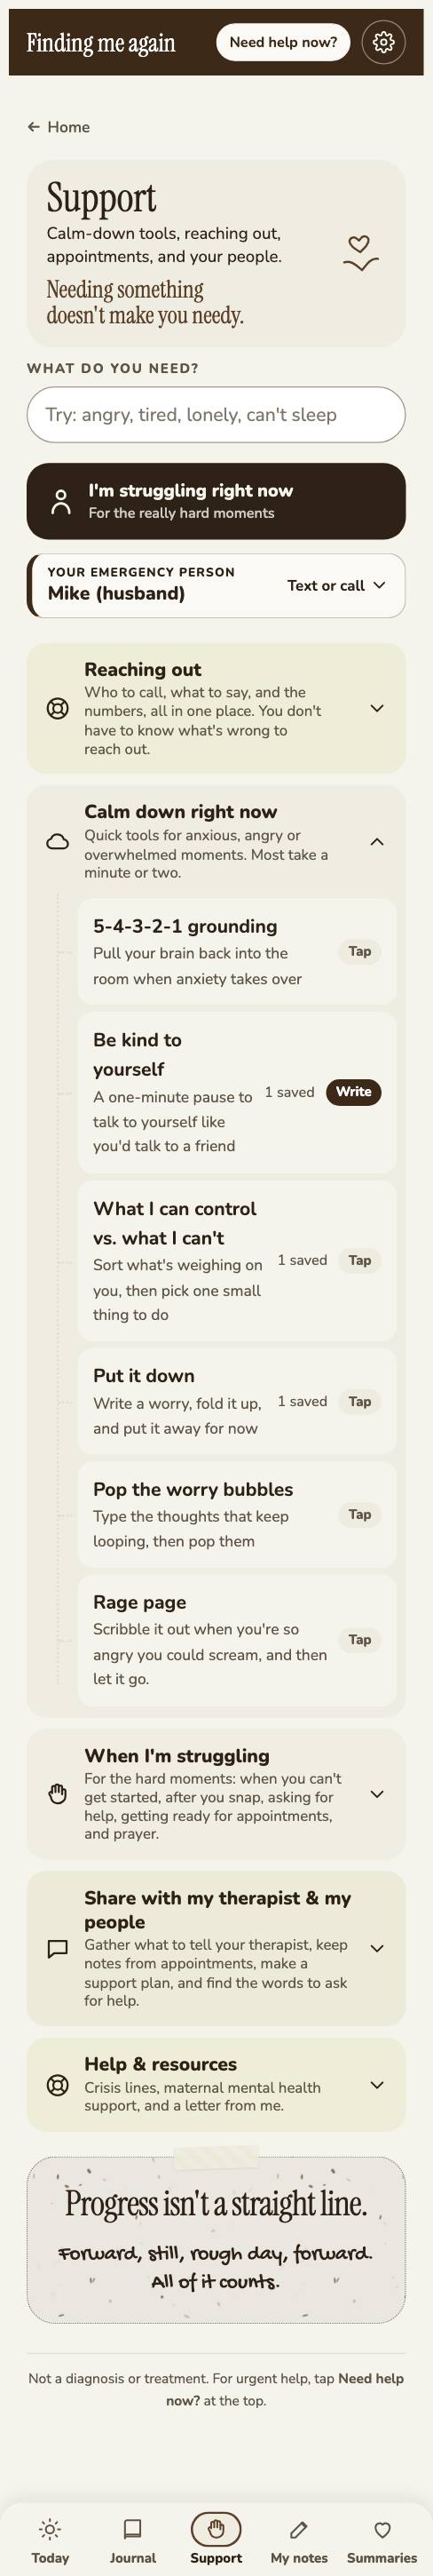 Finding me again
Need help now?
← Home
Support
Calm-down tools, reaching out,
appointments, and your people.
Needing something
doesn't make you needy.
WHAT DO YOU NEED?
Try: angry, tired, lonely, can't sleep
I'm struggling right now
For the really hard moments
YOUR EMERGENCY PERSON
Mike (husband)
Text or call
Reaching out
Who to call, what to say, and the
numbers, all in one place. You don't
have to know what's wrong to
reach out.
Calm down right now
Quick tools for anxious, angry or
overwhelmed moments. Most take a
minute or two.
5-4-3-2-1 grounding
Pull your brain back into the
room when anxiety takes over
Tap
Be kind to
yourself
A one-minute pause to
talk to yourself like
you'd talk to a friend
1 saved
Write
What I can control
vs. what I can't
Sort what's weighing on
you, then pick one small
thing to do
1 saved
Tap
Put it down
Write a worry, fold it up,
and put it away for now
1 saved
Tap
Pop the worry bubbles
Type the thoughts that keep
looping, then pop them
Tap
Rage page
Scribble it out when you're so
angry you could scream, and then
let it go.
Tap
When I'm struggling
For the hard moments: when you can't
get started, after you snap, asking for
help, getting ready for appointments,
and prayer.
Share with my therapist & my
people
Gather what to tell your therapist, keep
notes from appointments, make a
support plan, and find the words to ask
for help.
Help & resources
Crisis lines, maternal mental health
support, and a letter from me.
Progress isn't a straight line.
Forward, still, rough day, forward.
All of it counts.
Not a diagnosis or treatment. For urgent help, tap Need help
now? at the top.
Today
Journal
Support
My notes
Summaries